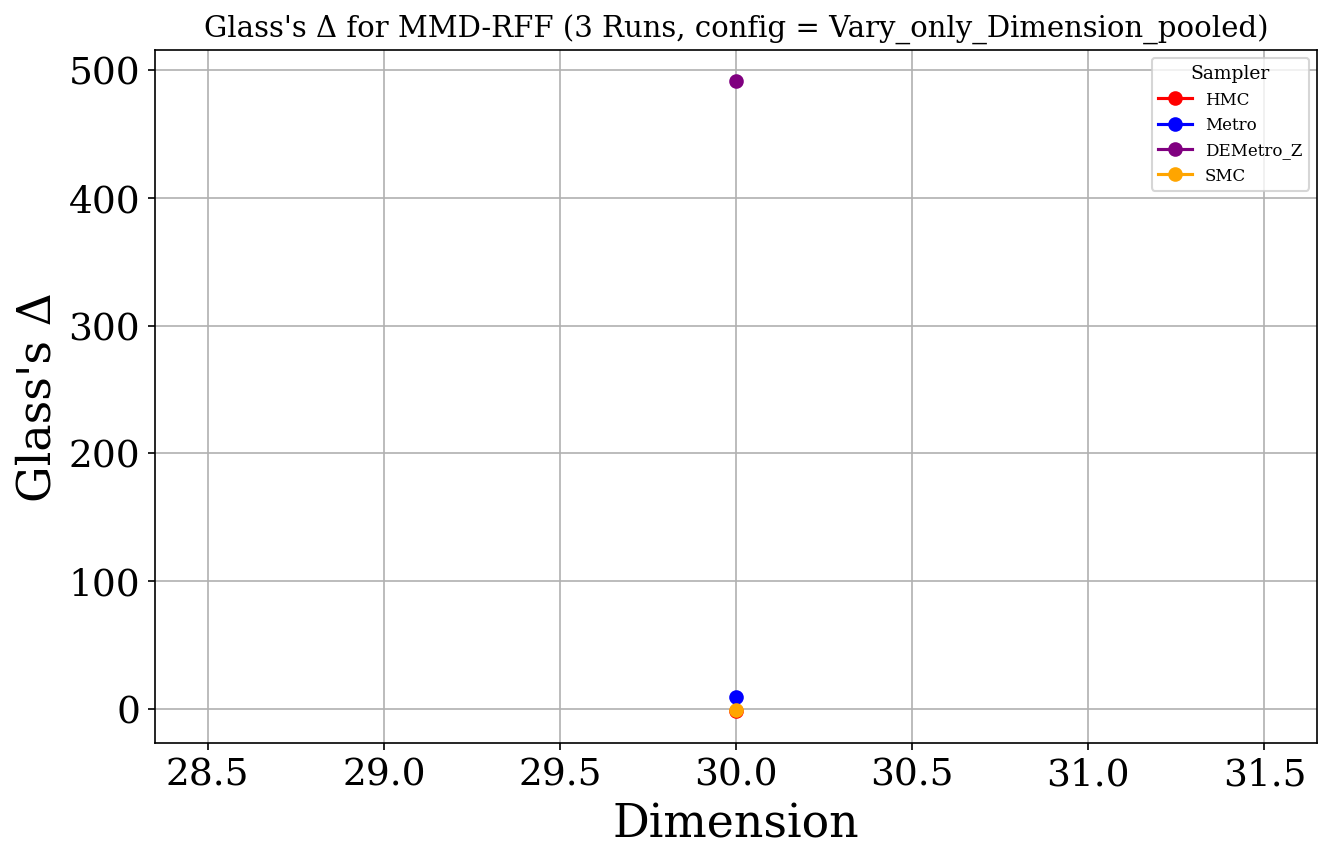 Glass's Δ for MMD-RFF (3 Runs, config = Vary_only_Dimension_pooled)
Sampler
HMC
Metro
DEMetro_Z
SMC
Glass's Δ
500
400
300
200
100
0
28.5 29.0 29.5 30.0 30.5 31.0 31.5
Dimension